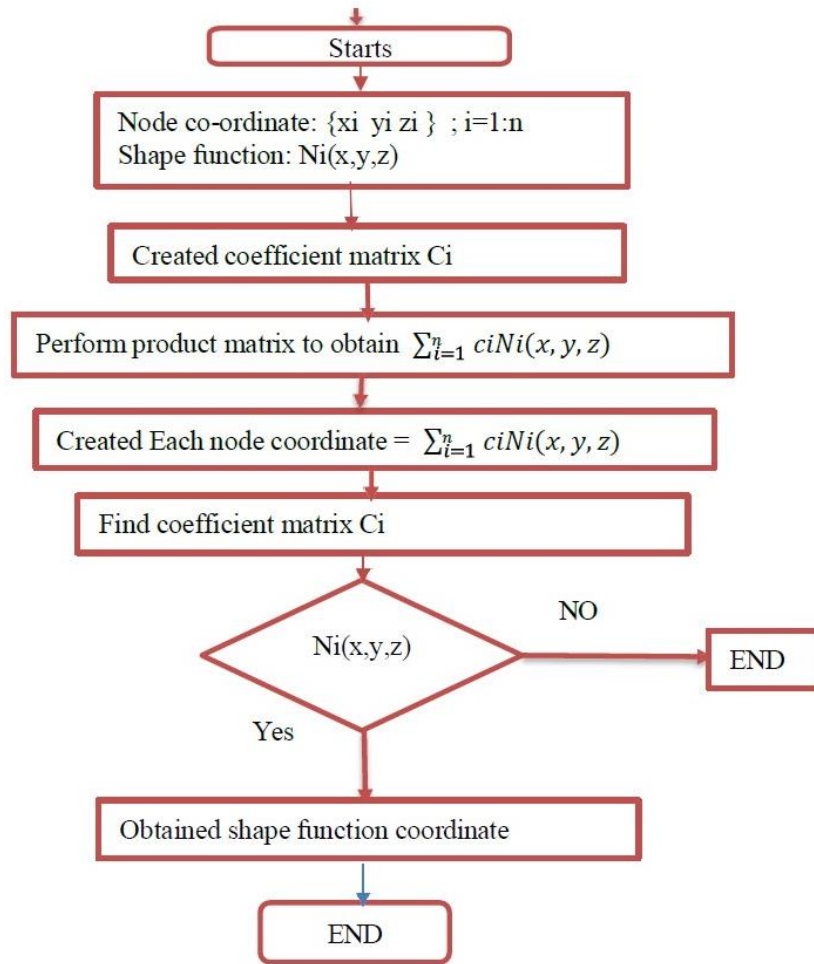 Starts
Node co-ordinate: {xi yi zi } ; i=1:n
Shape function: Ni(x,y,z)
Created coefficient matrix Ci
Perform product matrix to obtain ∑ⁿᵢ₌₁ ciNi(x, y, z)
Created Each node coordinate = ∑ⁿᵢ₌₁ ciNi(x, y, z)
Find coefficient matrix Ci
Ni(x,y,z)
NO
END
Yes
Obtained shape function coordinate
END